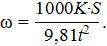 ω = 1000K·S / 9,81t².